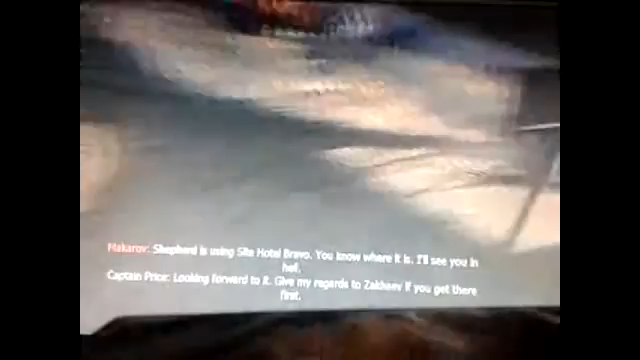 Makarov: Shepherd is using Site Hotel Bravo. You know where it is. I'll see you in
hell.
Captain Price: Looking forward to it. Give my regards to Zakhaev if you get there
first.